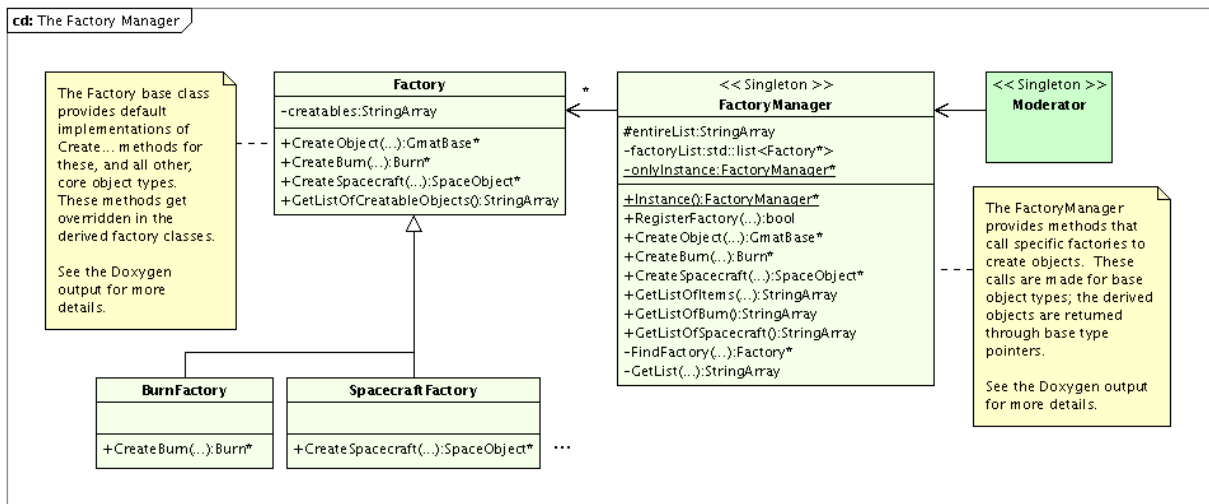 cd: The Factory Manager
The Factory base class
provides default
implementations of
Create... methods for
these, and all other,
core object types.
These methods get
overridden in the
derived factory classes.
See the Doxygen
output for more
details.
Factory
-creatables:StringArray
+CreateObject(...):GmatBase*
+CreateBurn(...):Burn*
+CreateSpacecraft(...):SpaceObject*
+GetListOfCreatableObjects():StringArray
*
<< Singleton >>
FactoryManager
#entireList:StringArray
-factoryList:std::list<Factory*>
-onlyInstance:FactoryManager*
+Instance():FactoryManager*
+RegisterFactory(...):bool
+CreateObject(...):GmatBase*
+CreateBurn(...):Burn*
+CreateSpacecraft(...):SpaceObject*
+GetListOfItems(...):StringArray
+GetListOfBurn():StringArray
+GetListOfSpacecraft():StringArray
-FindFactory(...):Factory*
-GetList(...):StringArray
<< Singleton >>
Moderator
The FactoryManager
provides methods that
call specific factories to
create objects.  These
calls are made for base
object types; the derived
objects are returned
through base type
pointers.
See the Doxygen output
for more details.
BurnFactory
+CreateBurn(...):Burn*
SpacecraftFactory
+CreateSpacecraft(...):SpaceObject*
...